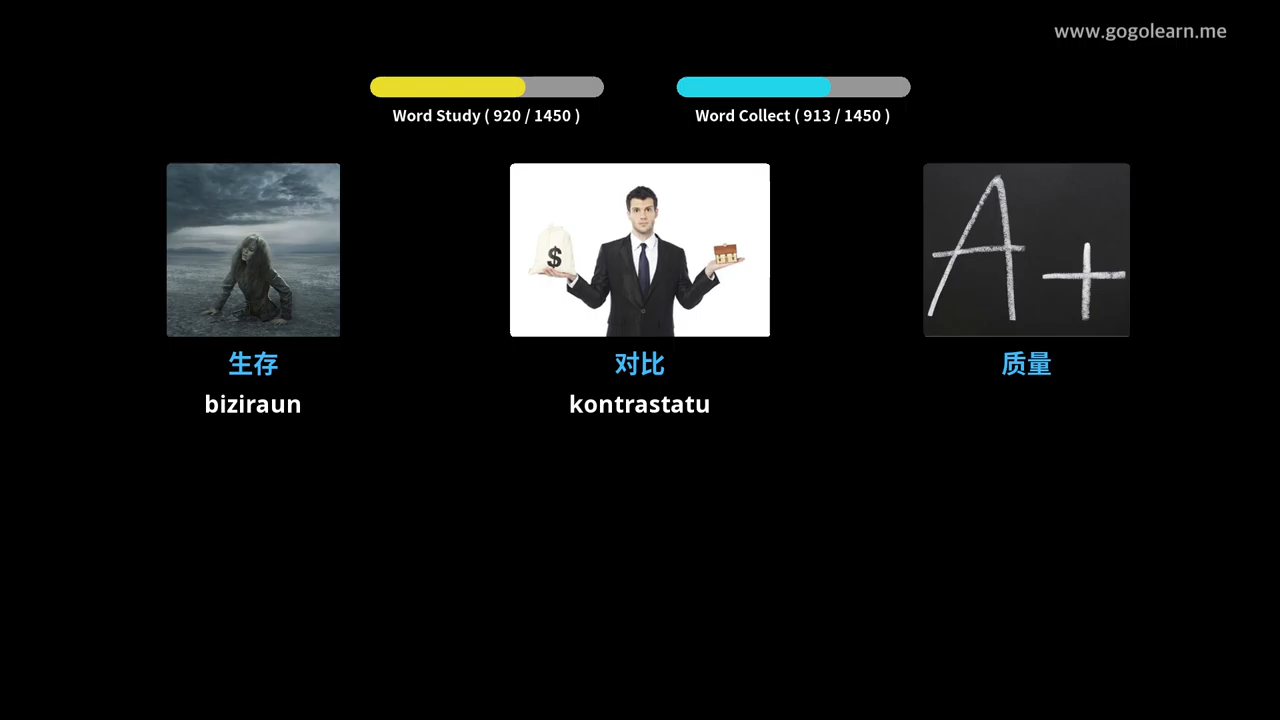 www.gogolearn.me
Word Study ( 920 / 1450 )
Word Collect ( 913 / 1450 )
$
A+
生存
对比
质量
biziraun
kontrastatu